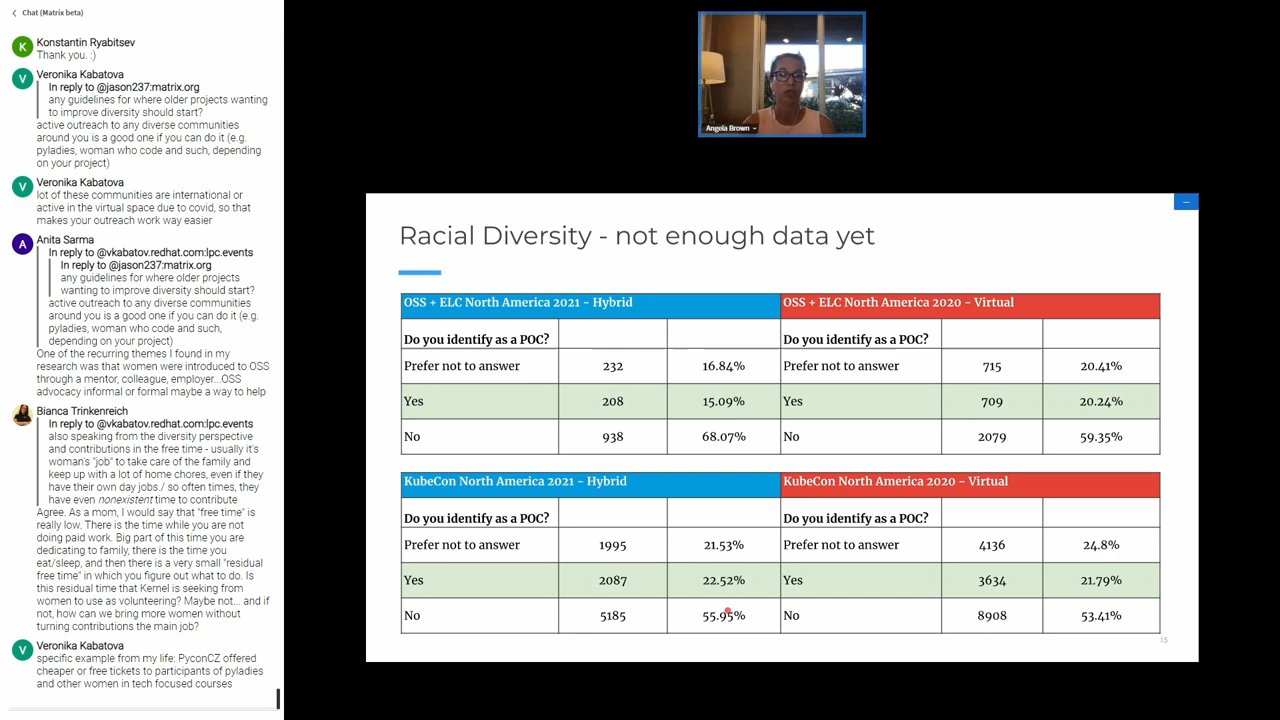 Chat (Matrix beta)
Konstantin Ryabitsev
Thank you. :)
Veronika Kabatova
In reply to @jason237:matrix.org
any guidelines for where older projects wanting
to improve diversity should start?
active outreach to any diverse communities
around you is a good one if you can do it (e.g.
pyladies, woman who code and such, depending
on your project)
Veronika Kabatova
lot of these communities are international or
active in the virtual space due to covid, so that
makes your outreach work way easier
Anita Sarma
In reply to @vkabatov.redhat.com:lpc.events
In reply to @jason237:matrix.org
any guidelines for where older projects
wanting to improve diversity should start?
active outreach to any diverse communities
around you is a good one if you can do it
(e.g. pyladies, woman who code and such,
depending on your project)
One of the recurring themes I found in my
research was that women were introduced to OSS
through a mentor, colleague, employer...OSS
advocacy informal or formal maybe a way to help
Bianca Trinkenreich
In reply to @vkabatov.redhat.com:lpc.events
also speaking from the diversity perspective
and contributions in the free time - usually it's
woman's "job" to take care of the family and
keep up with a lot of home chores, even if they
have their own day jobs./ so often times, they
have even nonexistent time to contribute
Agree. As a mom, I would say that "free time" is
really low. There is the time while you are not
doing paid work. Big part of this time you are
dedicating to family, there is the time you
eat/sleep, and then there is a very small "residual
free time" in which you figure out what to do. Is
this residual time that Kernel is seeking from
women to use as volunteering? Maybe not... and if
not, how can we bring more women without
turning contributions the main job?
Veronika Kabatova
specific example from my life: PyconCZ offered
cheaper or free tickets to participants of pyladies
and other women in tech focused courses
Angela Brown
Racial Diversity - not enough data yet
OSS + ELC North America 2021 - Hybrid OSS + ELC North America 2020 - Virtual
Do you identify as a POC? Do you identify as a POC?
Prefer not to answer 232 16.84% Prefer not to answer 715 20.41%
Yes 208 15.09% Yes 709 20.24%
No 938 68.07% No 2079 59.35%
KubeCon North America 2021 - Hybrid KubeCon North America 2020 - Virtual
Do you identify as a POC? Do you identify as a POC?
Prefer not to answer 1995 21.53% Prefer not to answer 4136 24.8%
Yes 2087 22.52% Yes 3634 21.79%
No 5185 55.95% No 8908 53.41%
15